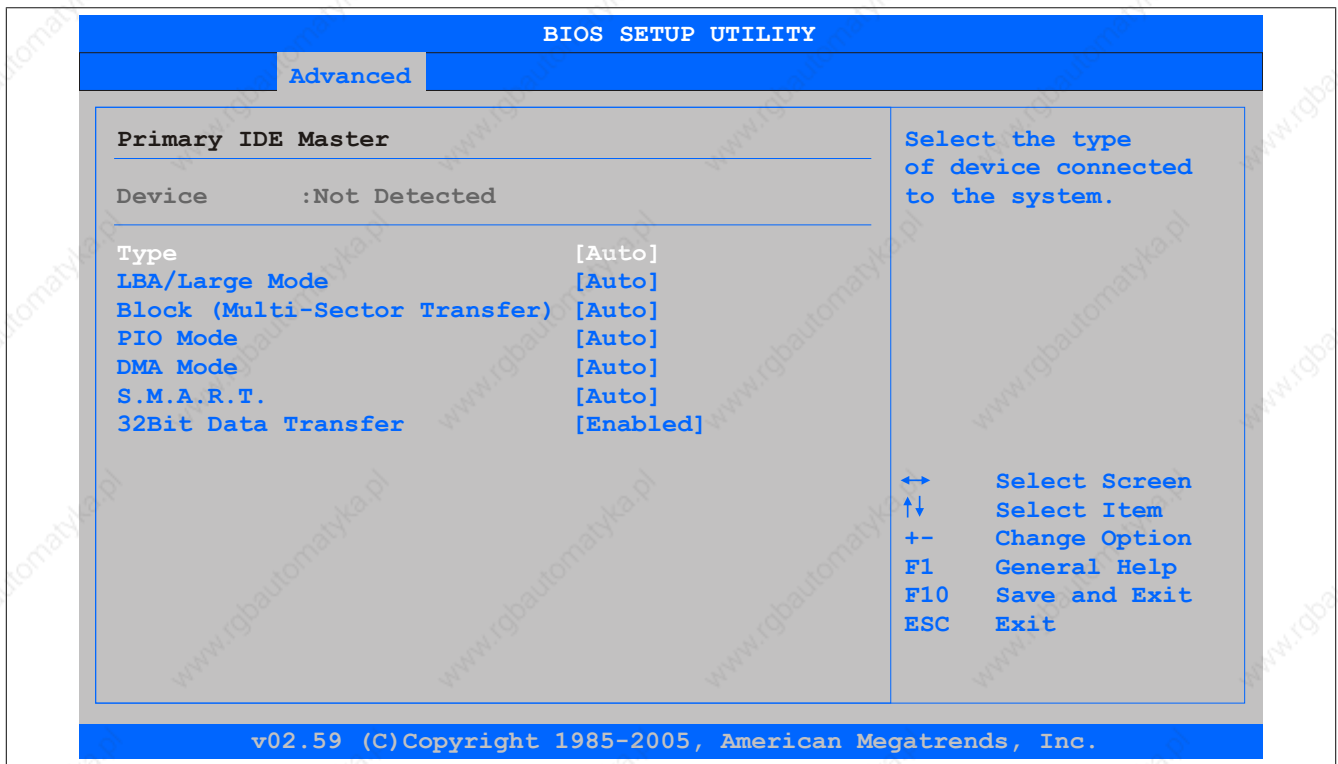 BIOS SETUP UTILITY
Advanced
Primary IDE Master
Device :Not Detected
Type [Auto]
LBA/Large Mode [Auto]
Block (Multi-Sector Transfer) [Auto]
PIO Mode [Auto]
DMA Mode [Auto]
S.M.A.R.T. [Auto]
32Bit Data Transfer [Enabled]
Select the type
of device connected
to the system.
↔ Select Screen
↑↓ Select Item
+- Change Option
F1 General Help
F10 Save and Exit
ESC Exit
v02.59 (C)Copyright 1985-2005, American Megatrends, Inc.
www.rgbautomatyka.pl